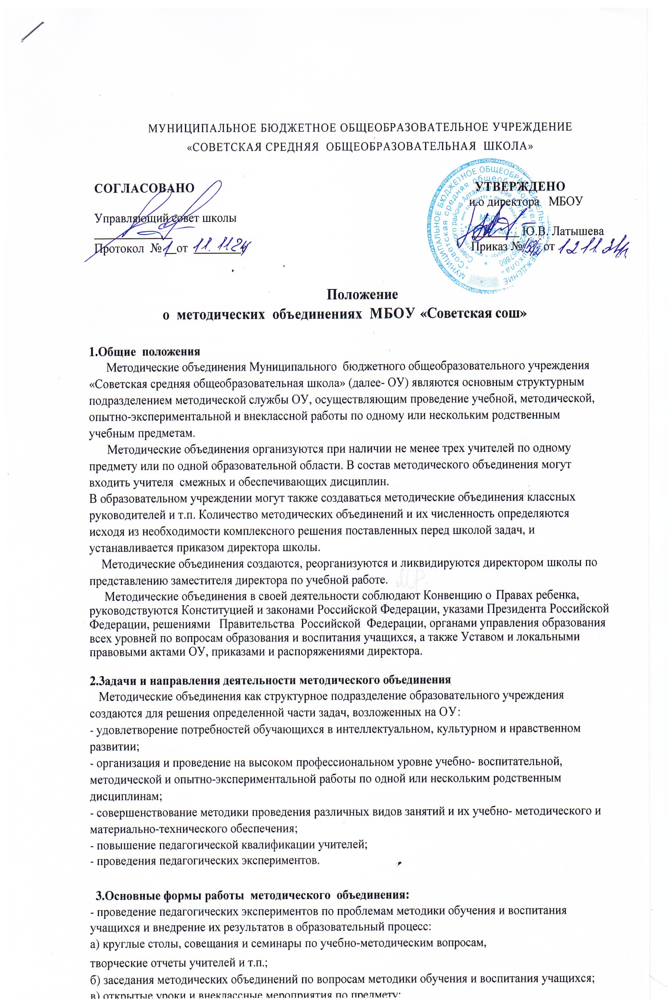 МУНИЦИПАЛЬНОЕ БЮДЖЕТНОЕ ОБЩЕОБРАЗОВАТЕЛЬНОЕ УЧРЕЖДЕНИЕ
«СОВЕТСКАЯ СРЕДНЯЯ ОБЩЕОБРАЗОВАТЕЛЬНАЯ ШКОЛА»
СОГЛАСОВАНО
Управляющий совет школы
Протокол № 1 от 11.11.24
УТВЕРЖДЕНО
и.о директора МБОУ
Ю.В. Латышева
Приказ № от 12.11.
Положение
о методических объединениях МБОУ «Советская сош»
1.Общие положения
Методические объединения Муниципального бюджетного общеобразовательного учреждения
«Советская средняя общеобразовательная школа» (далее- ОУ) являются основным структурным
подразделением методической службы ОУ, осуществляющим проведение учебной, методической,
опытно-экспериментальной и внеклассной работы по одному или нескольким родственным
учебным предметам.
Методические объединения организуются при наличии не менее трех учителей по одному
предмету или по одной образовательной области. В состав методического объединения могут
входить учителя смежных и обеспечивающих дисциплин.
В образовательном учреждении могут также создаваться методические объединения классных
руководителей и т.п. Количество методических объединений и их численность определяются
исходя из необходимости комплексного решения поставленных перед школой задач, и
устанавливается приказом директора школы.
Методические объединения создаются, реорганизуются и ликвидируются директором школы по
представлению заместителя директора по учебной работе.
Методические объединения в своей деятельности соблюдают Конвенцию о Правах ребенка,
руководствуются Конституцией и законами Российской Федерации, указами Президента Российской
Федерации, решениями Правительства Российской Федерации, органами управления образования
всех уровней по вопросам образования и воспитания учащихся, а также Уставом и локальными
правовыми актами ОУ, приказами и распоряжениями директора.
2.Задачи и направления деятельности методического объединения
Методические объединения как структурное подразделение образовательного учреждения
создаются для решения определенной части задач, возложенных на ОУ:
- удовлетворение потребностей обучающихся в интеллектуальном, культурном и нравственном
развитии;
- организация и проведение на высоком профессиональном уровне учебно- воспитательной,
методической и опытно-экспериментальной работы по одной или нескольким родственным
дисциплинам;
- совершенствование методики проведения различных видов занятий и их учебно- методического и
материально-технического обеспечения;
- повышение педагогической квалификации учителей;
- проведения педагогических экспериментов.
3.Основные формы работы методического объединения:
- проведение педагогических экспериментов по проблемам методики обучения и воспитания
учащихся и внедрение их результатов в образовательный процесс:
а) круглые столы, совещания и семинары по учебно-методическим вопросам,
творческие отчеты учителей и т.п.;
б) заседания методических объединений по вопросам методики обучения и воспитания учащихся;
в) открытые уроки и внеклассные мероприятия по предмету;